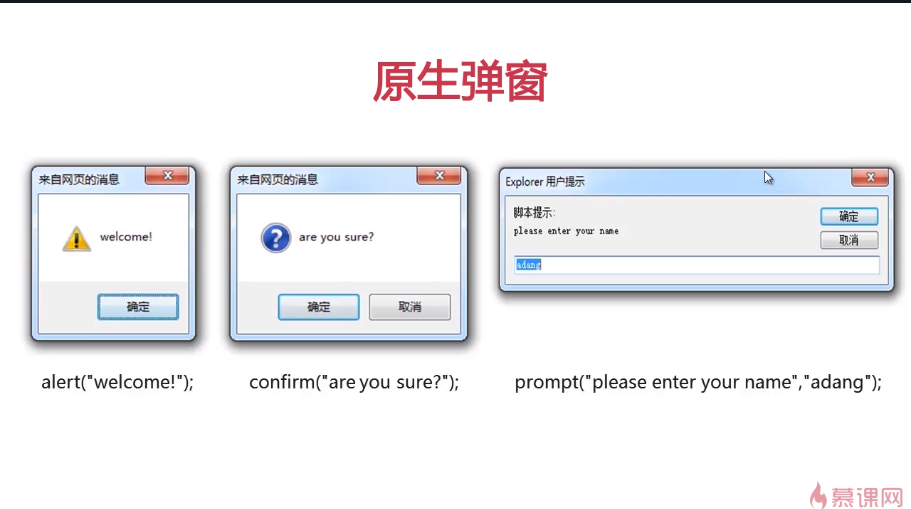 原生弹窗
来自网页的消息
welcome!
确定
alert("welcome!");
来自网页的消息
are you sure?
确定
取消
confirm("are you sure?");
Explorer 用户提示
脚本提示:
please enter your name
确定
取消
adang
prompt("please enter your name","adang");
慕课网